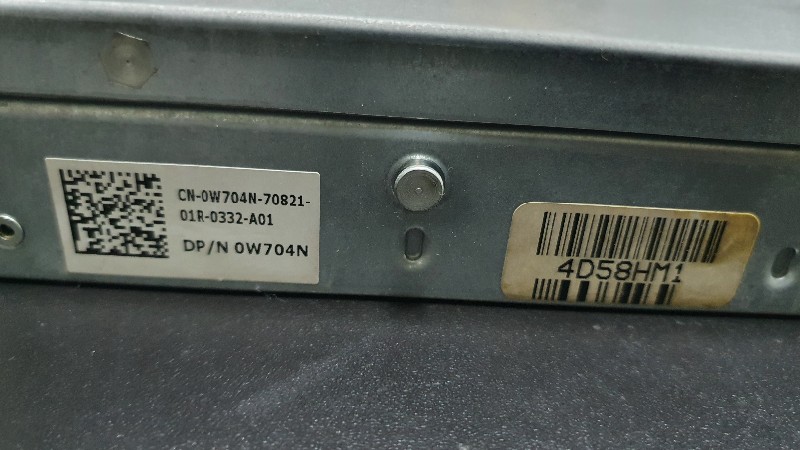 CN-0W704N-70821-
01R-0332-A01
DP/N 0W704N
4D58HM1